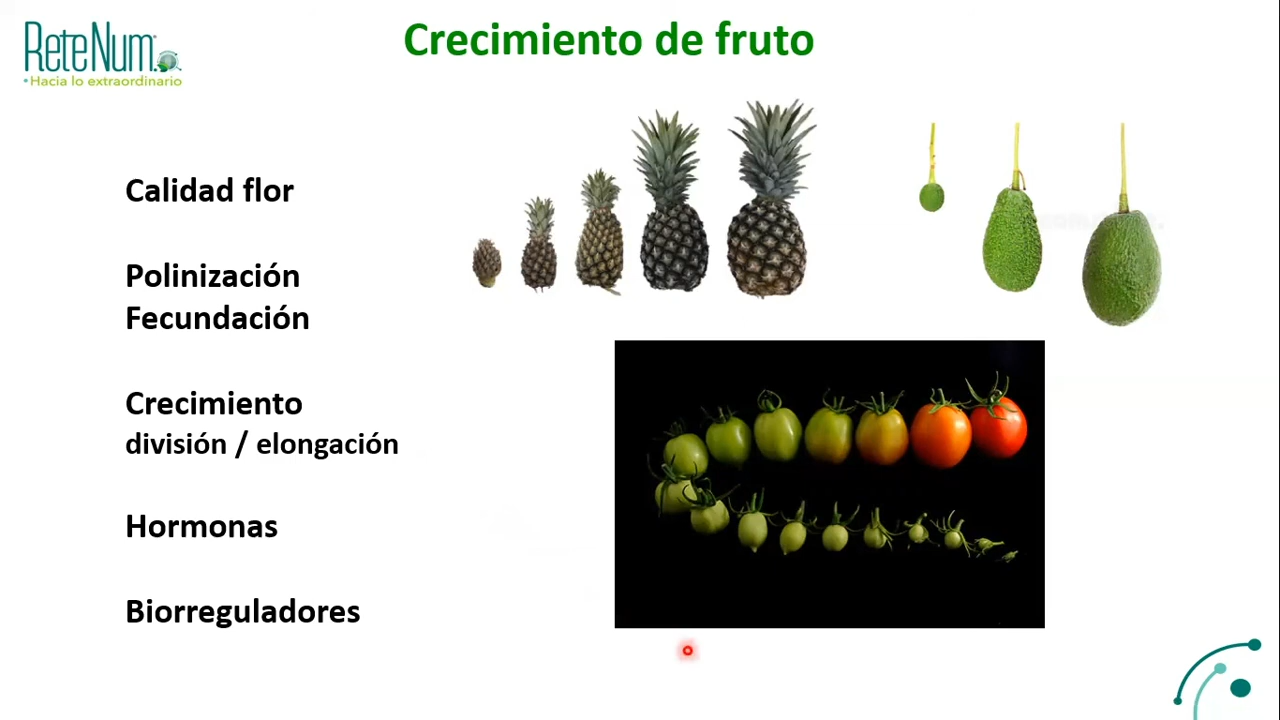 ReteNum.
Hacia lo extraordinario
Crecimiento de fruto
Calidad flor
Polinización
Fecundación
Crecimiento
división / elongación
Hormonas
Biorreguladores